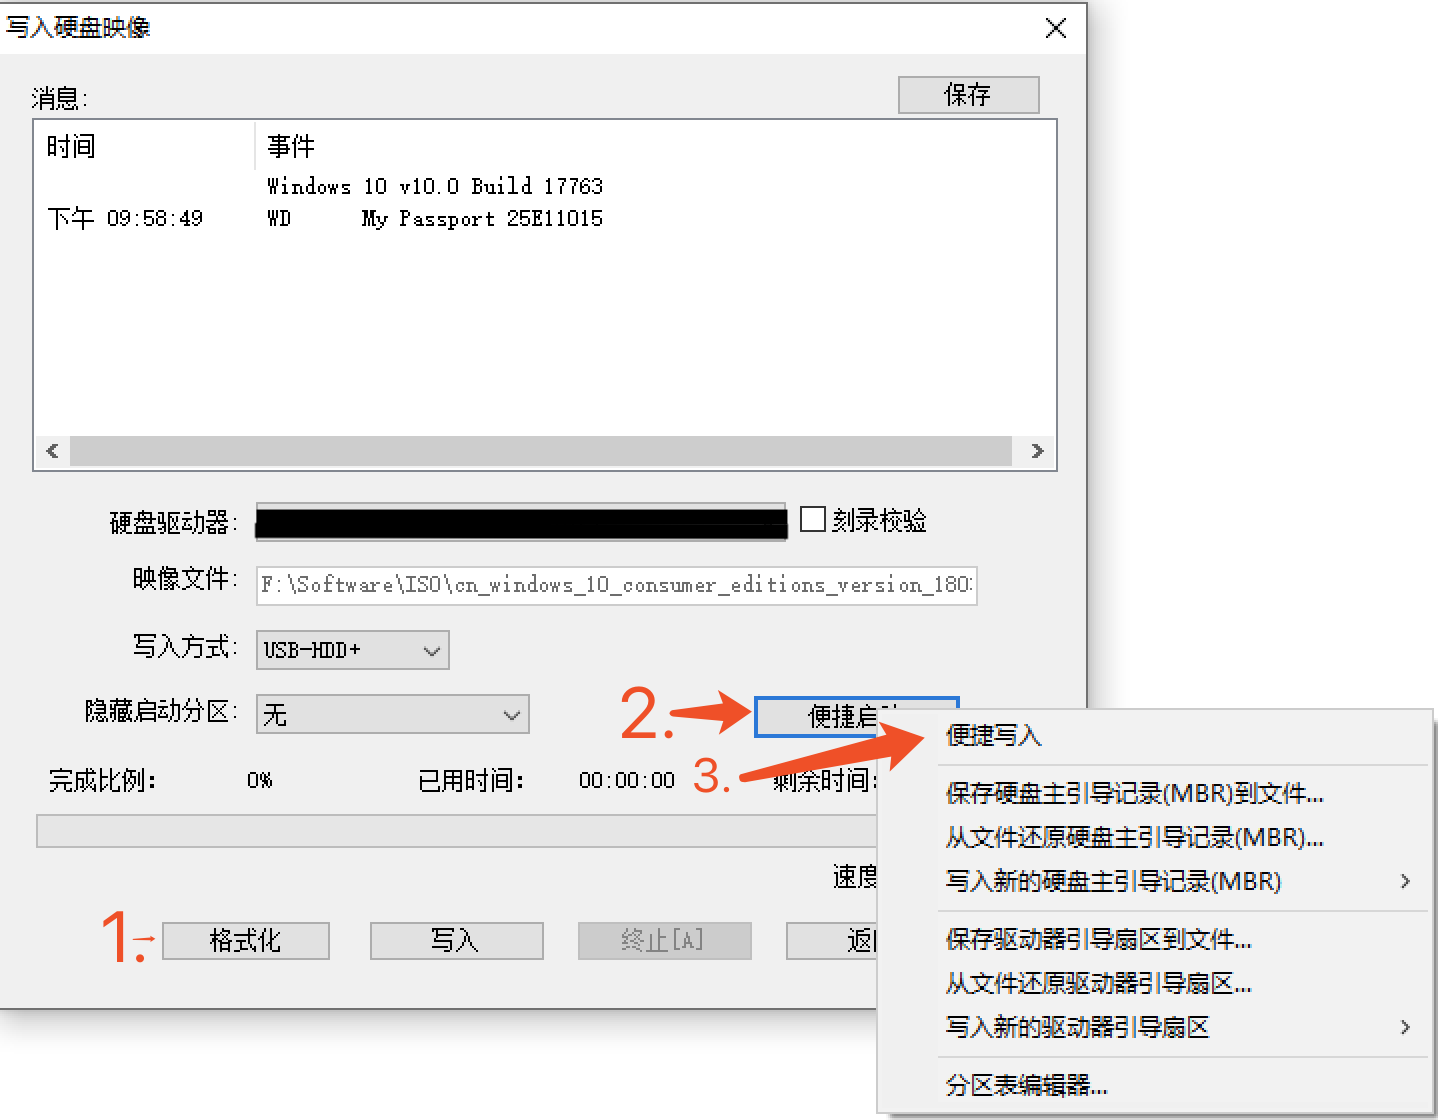 写入硬盘映像
消息:
保存
时间 事件
Windows 10 v10.0 Build 17763
下午 09:58:49 WD My Passport 25E11015
硬盘驱动器:
刻录校验
映像文件:
F:\Software\ISO\cn_windows_10_consumer_editions_version_180
写入方式:
USB-HDD+
隐藏启动分区:
无
2.
便捷启
完成比例:
0%
已用时间:
00:00:00
3.
剩余时间:
速度
1.
格式化
写入
终止[A]
返
便捷写入
保存硬盘主引导记录(MBR)到文件...
从文件还原硬盘主引导记录(MBR)...
写入新的硬盘主引导记录(MBR)
保存驱动器引导扇区到文件...
从文件还原驱动器引导扇区...
写入新的驱动器引导扇区
分区表编辑器...